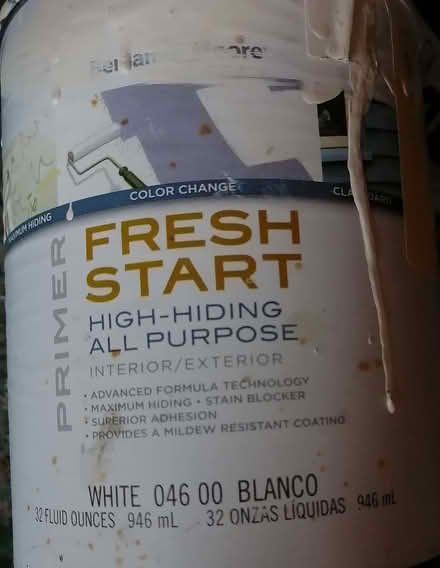 COLOR CHANGE
HIDING
PRIMER
FRESH
START
HIGH-HIDING
ALL PURPOSE
INTERIOR/EXTERIOR
• ADVANCED FORMULA TECHNOLOGY
• MAXIMUM HIDING • STAIN BLOCKER
• SUPERIOR ADHESION
• PROVIDES A MILDEW RESISTANT COATING
WHITE 046 00 BLANCO
32 FLUID OUNCES 946 mL 32 ONZAS LÍQUIDAS 946 mL